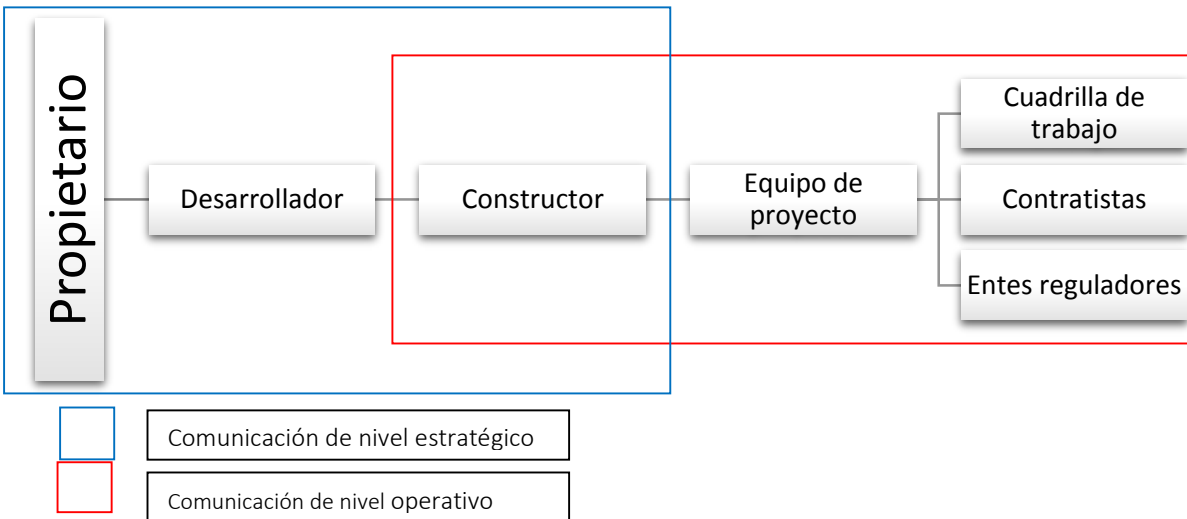 Propietario
Desarrollador
Constructor
Equipo de
proyecto
Cuadrilla de
trabajo
Contratistas
Entes reguladores
Comunicación de nivel estratégico
Comunicación de nivel operativo